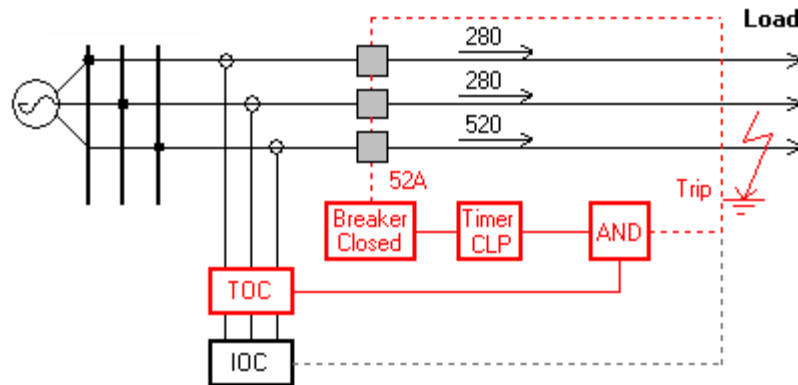 Load
280
280
520
52A
Trip
Breaker
Closed
Timer
CLP
AND
TOC
IOC